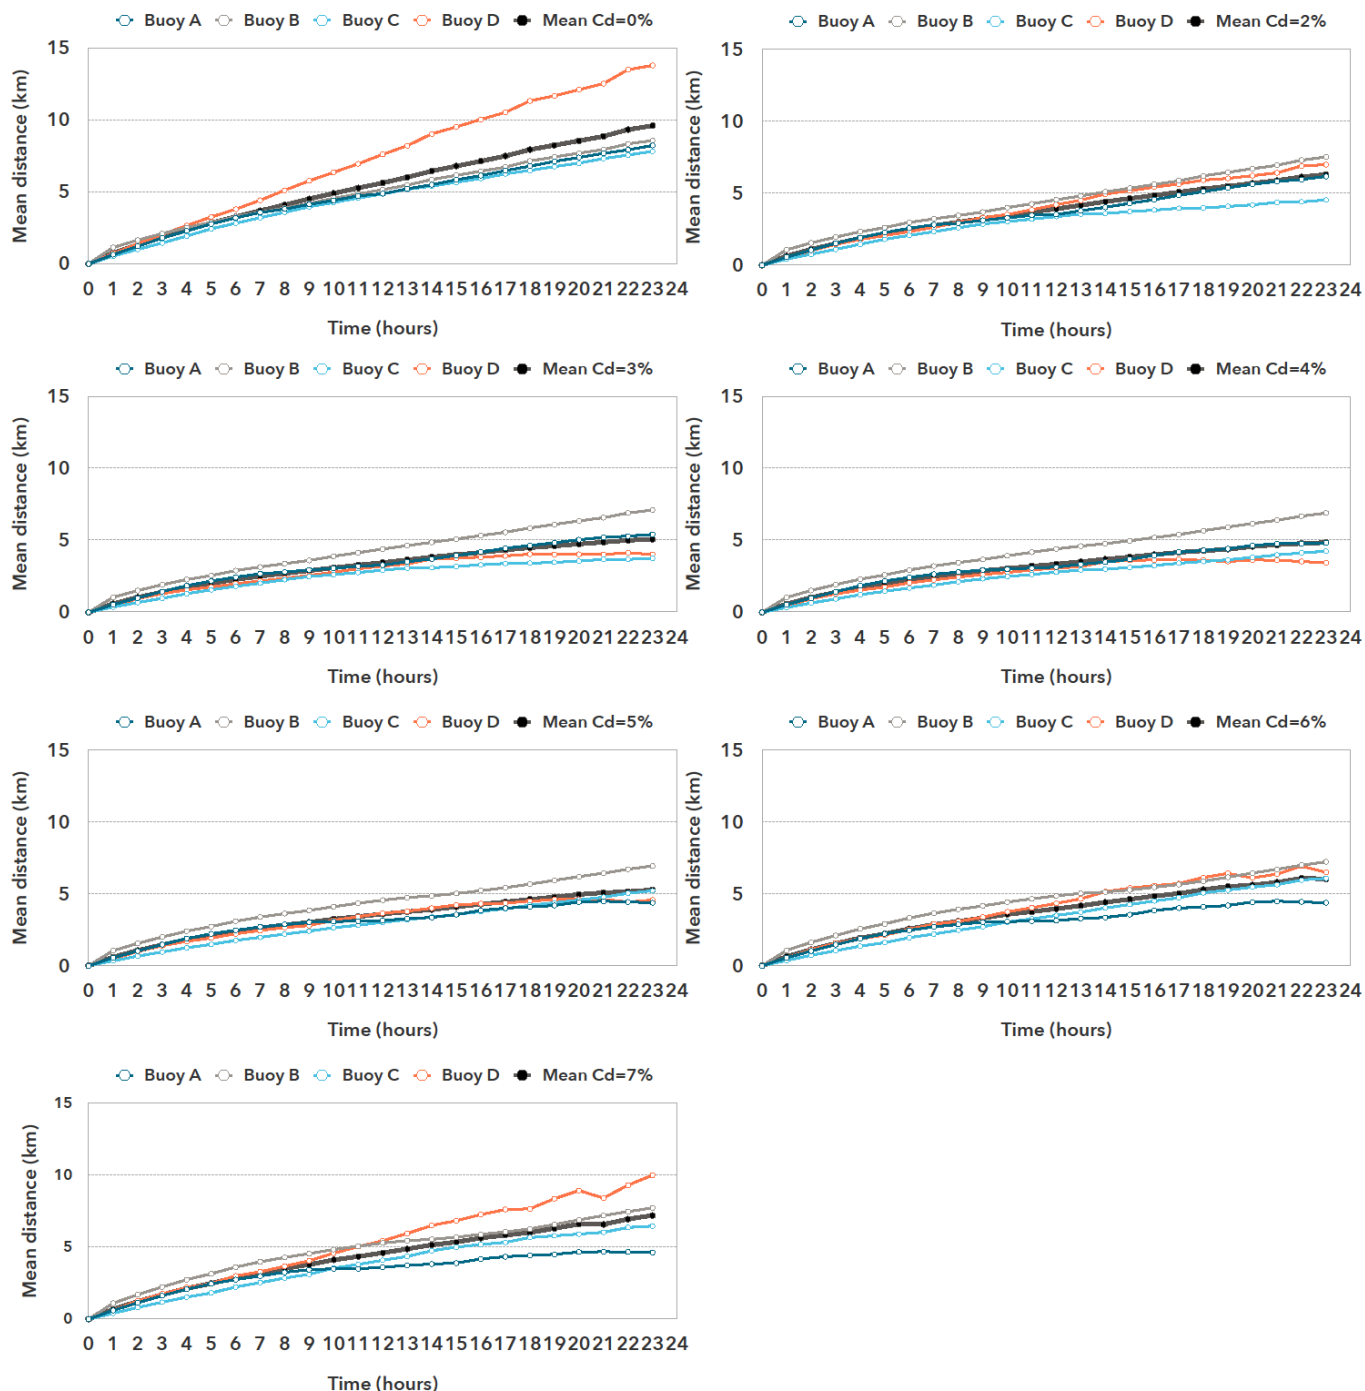 Buoy A Buoy B Buoy C Buoy D Mean Cd=0%
Mean distance (km)
15
10
5
0
0 1 2 3 4 5 6 7 8 9 10 11 12 13 14 15 16 17 18 19 20 21 22 23 24
Time (hours)
Buoy A Buoy B Buoy C Buoy D Mean Cd=2%
Mean distance (km)
15
10
5
0
0 1 2 3 4 5 6 7 8 9 10 11 12 13 14 15 16 17 18 19 20 21 22 23 24
Time (hours)
Buoy A Buoy B Buoy C Buoy D Mean Cd=3%
Mean distance (km)
15
10
5
0
0 1 2 3 4 5 6 7 8 9 10 11 12 13 14 15 16 17 18 19 20 21 22 23 24
Time (hours)
Buoy A Buoy B Buoy C Buoy D Mean Cd=4%
Mean distance (km)
15
10
5
0
0 1 2 3 4 5 6 7 8 9 10 11 12 13 14 15 16 17 18 19 20 21 22 23 24
Time (hours)
Buoy A Buoy B Buoy C Buoy D Mean Cd=5%
Mean distance (km)
15
10
5
0
0 1 2 3 4 5 6 7 8 9 10 11 12 13 14 15 16 17 18 19 20 21 22 23 24
Time (hours)
Buoy A Buoy B Buoy C Buoy D Mean Cd=6%
Mean distance (km)
15
10
5
0
0 1 2 3 4 5 6 7 8 9 10 11 12 13 14 15 16 17 18 19 20 21 22 23 24
Time (hours)
Buoy A Buoy B Buoy C Buoy D Mean Cd=7%
Mean distance (km)
15
10
5
0
0 1 2 3 4 5 6 7 8 9 10 11 12 13 14 15 16 17 18 19 20 21 22 23 24
Time (hours)